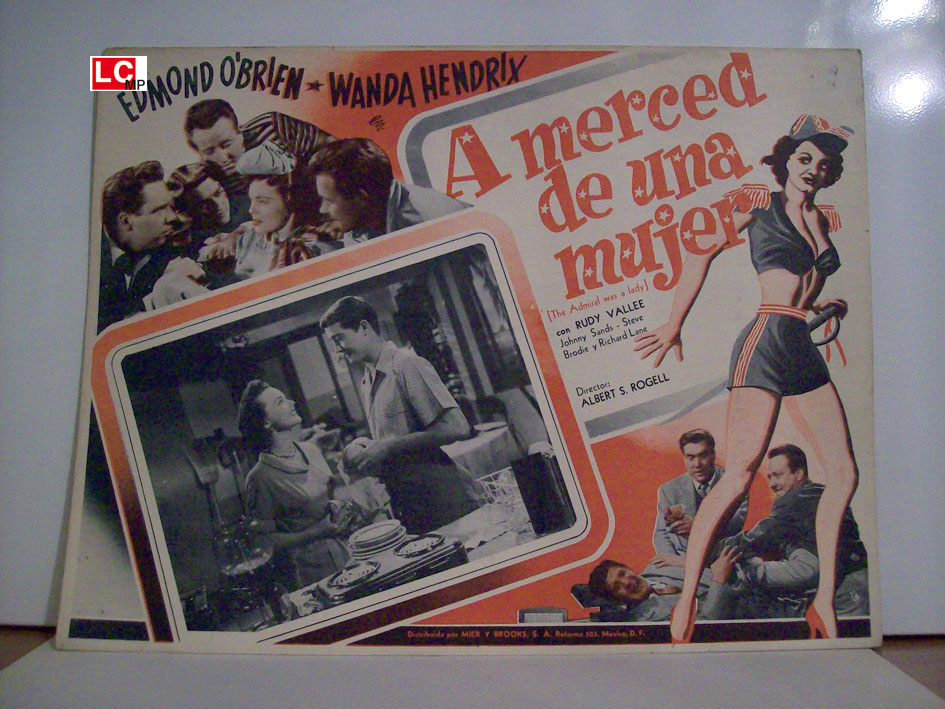 LC
MP
EDMOND O'BRIEN ★ WANDA HENDRIX
A merced
de una
mujer
[The Admiral was a lady]
con RUDY VALLEE
Johnny Sands - Steve
Brodie y Richard Lane
Director:
ALBERT S. ROGELL
Distribuida por MIER Y BROOKS, S. A. Reforma 503. Mexico, D. F.